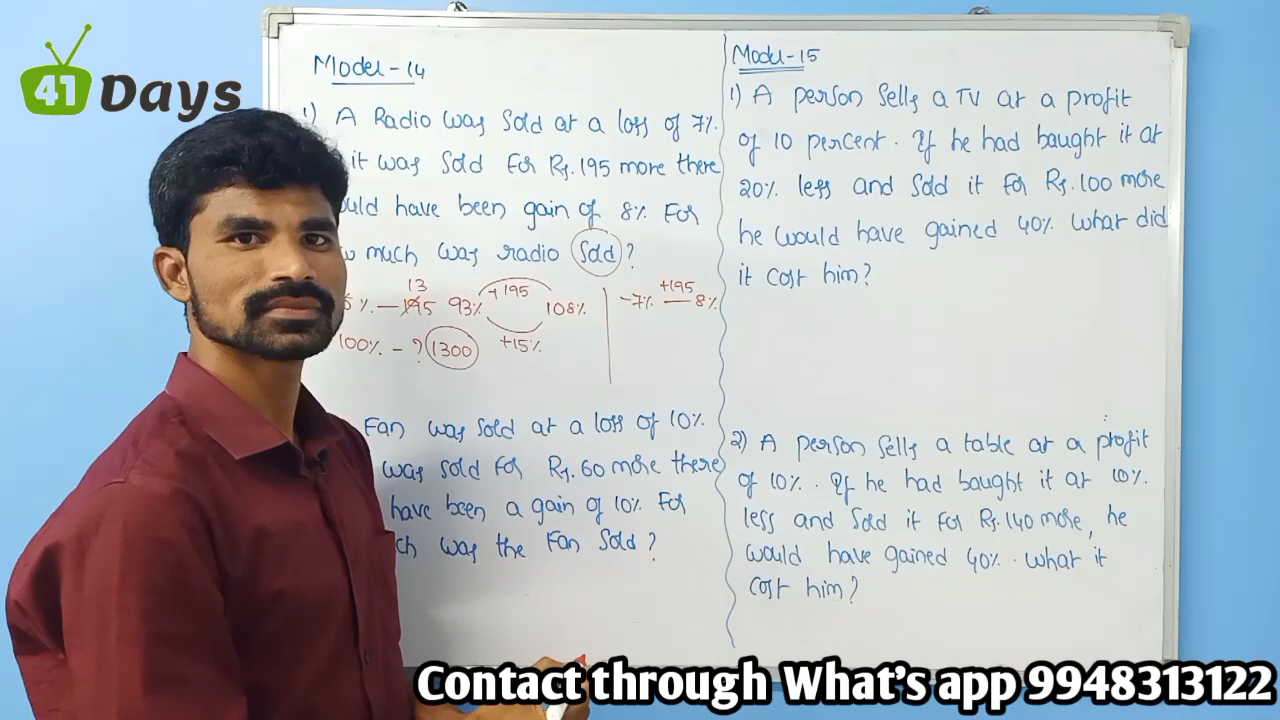 41 Days
Model-14
1) A Radio was Sold at a loss of 7%.
it was Sold For Rs. 195 more there
uld have been gain of 8% For
much was radio Sold?
13
% — 195 93% +195 108% -7% +195 8%
100% - ? 1300 +15%
Fan was sold at a loss of 10%.
was sold for Rs. 60 more there
have been a gain of 10% For
ch was the Fan Sold?
Model-15
1) A person Sells a TV at a profit
of 10 percent. If he had baught it at
20% less and Sold it for Rs. 100 more
he would have gained 40% what did
it cost him?
2) A person Sells a table at a profit
of 10%. If he had baught it at 10%.
less and Sold it For Rs. 140 more, he
would have gained 40%. what it
cost him?
Contact through What's app 9948313122